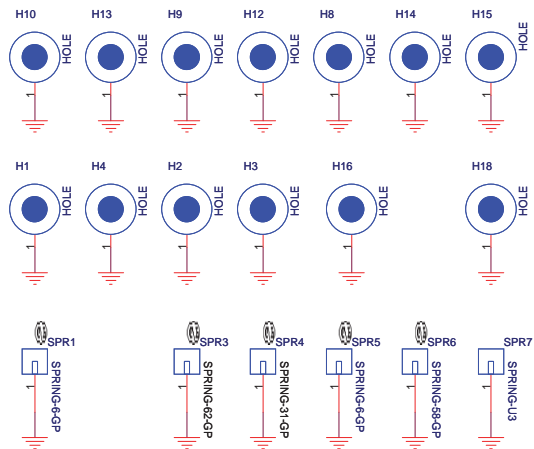 H10 H13 H9 H12 H8 H14 H15
HOLE HOLE HOLE HOLE HOLE HOLE HOLE
1 1 1 1 1 1 1
H1 H4 H2 H3 H16 H18
HOLE HOLE HOLE HOLE HOLE HOLE
1 1 1 1 1 1
SPR1 SPR3 SPR4 SPR5 SPR6 SPR7
SPRING-6-GP SPRING-62-GP SPRING-31-GP SPRING-6-GP SPRING-58-GP SPRING-U3
1 1 1 1 1 1